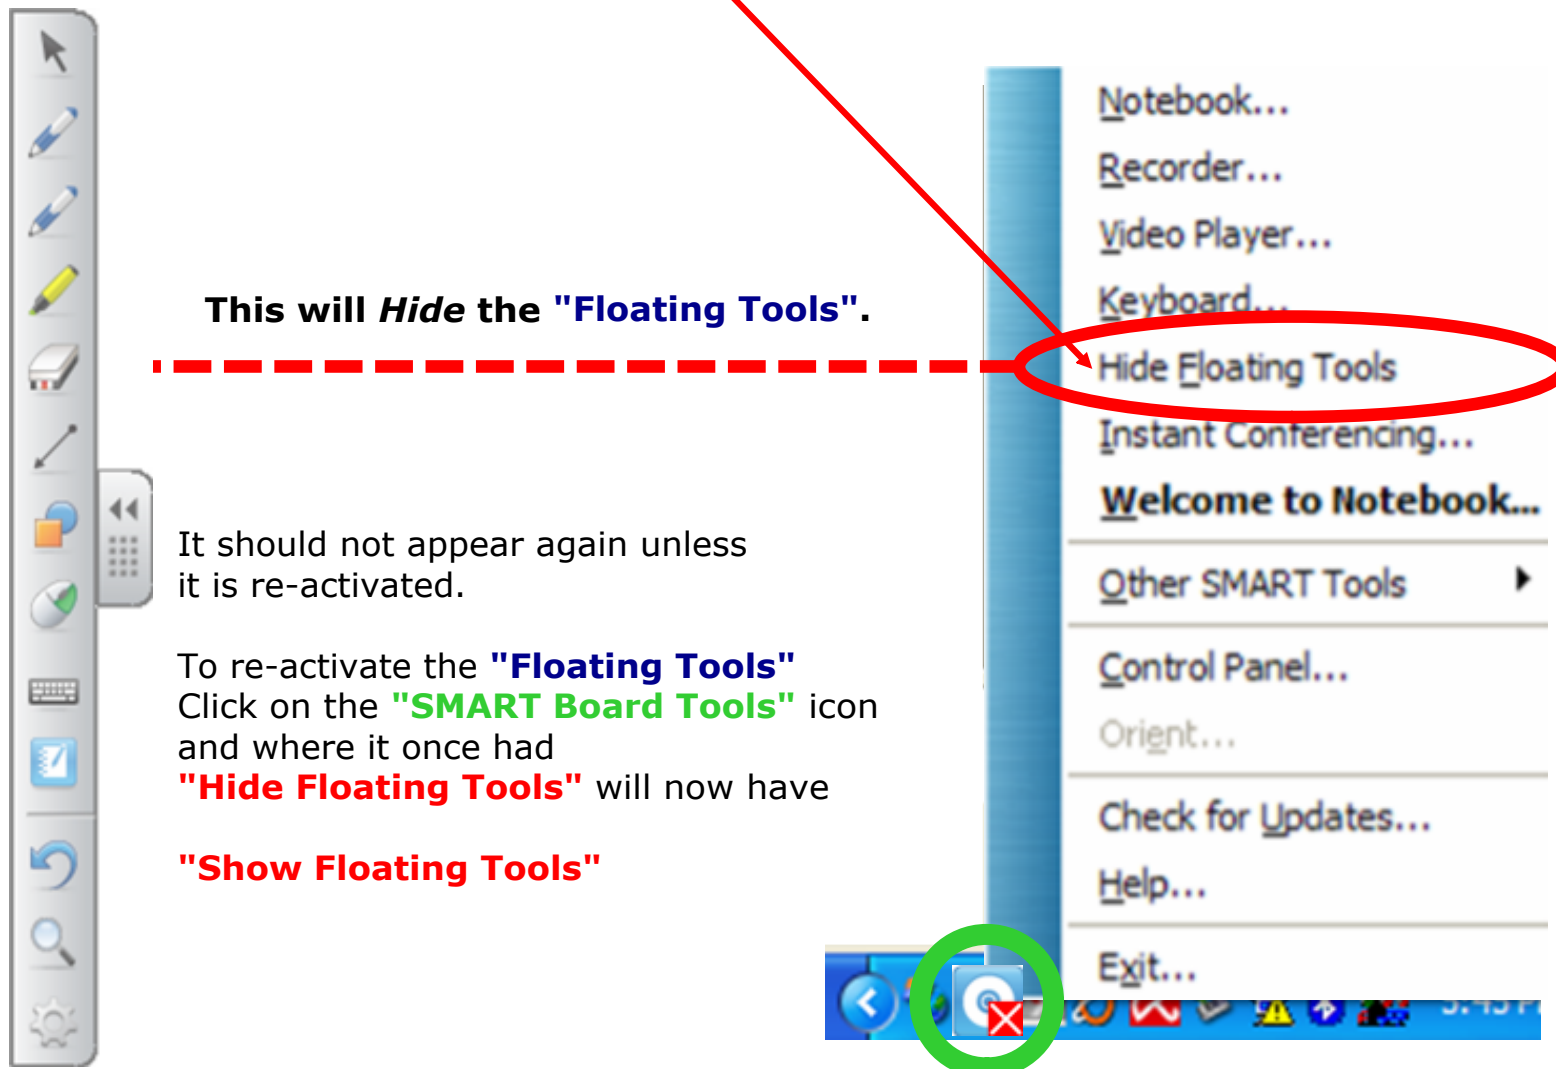 This will Hide the "Floating Tools".
It should not appear again unless
it is re-activated.
To re-activate the "Floating Tools"
Click on the "SMART Board Tools" icon
and where it once had
"Hide Floating Tools" will now have
"Show Floating Tools"
Notebook...
Recorder...
Video Player...
Keyboard...
Hide Floating Tools
Instant Conferencing...
Welcome to Notebook...
Other SMART Tools
Control Panel...
Orient...
Check for Updates...
Help...
Exit...